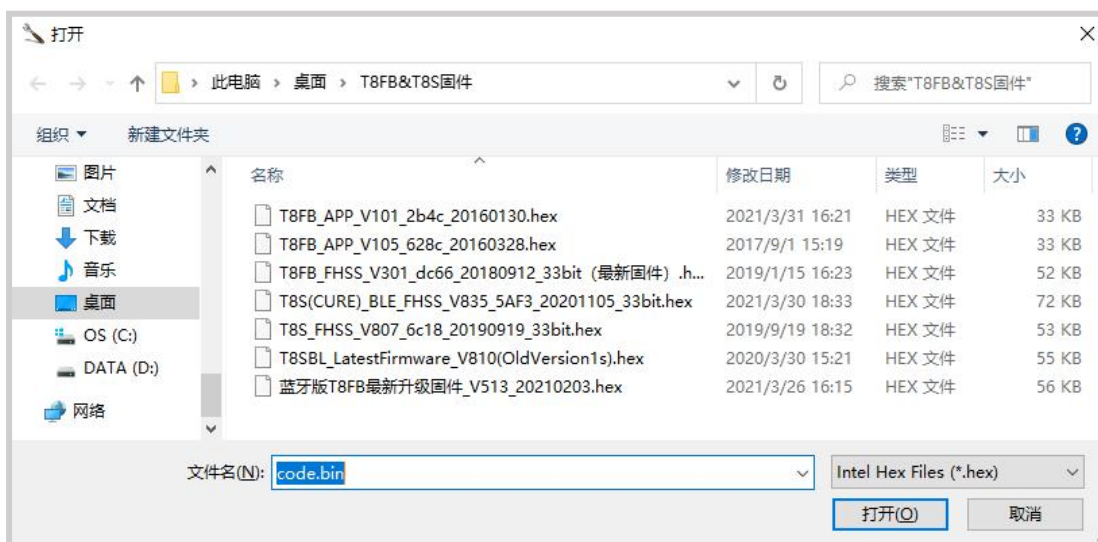 打开
此电脑 › 桌面 › T8FB&T8S固件
搜索"T8FB&T8S固件"
组织 新建文件夹
图片
文档
下载
音乐
桌面
OS (C:)
DATA (D:)
网络
名称 修改日期 类型 大小
T8FB_APP_V101_2b4c_20160130.hex 2021/3/31 16:21 HEX 文件 33 KB
T8FB_APP_V105_628c_20160328.hex 2017/9/1 15:19 HEX 文件 33 KB
T8FB_FHSS_V301_dc66_20180912_33bit（最新固件）.h... 2019/1/15 16:23 HEX 文件 52 KB
T8S(CURE)_BLE_FHSS_V835_5AF3_20201105_33bit.hex 2021/3/30 18:33 HEX 文件 72 KB
T8S_FHSS_V807_6c18_20190919_33bit.hex 2019/9/19 18:32 HEX 文件 53 KB
T8SBL_LatestFirmware_V810(OldVersion1s).hex 2020/3/30 15:21 HEX 文件 55 KB
蓝牙版T8FB最新升级固件_V513_20210203.hex 2021/3/26 16:15 HEX 文件 56 KB
文件名(N): code.bin Intel Hex Files (*.hex)
打开(O) 取消